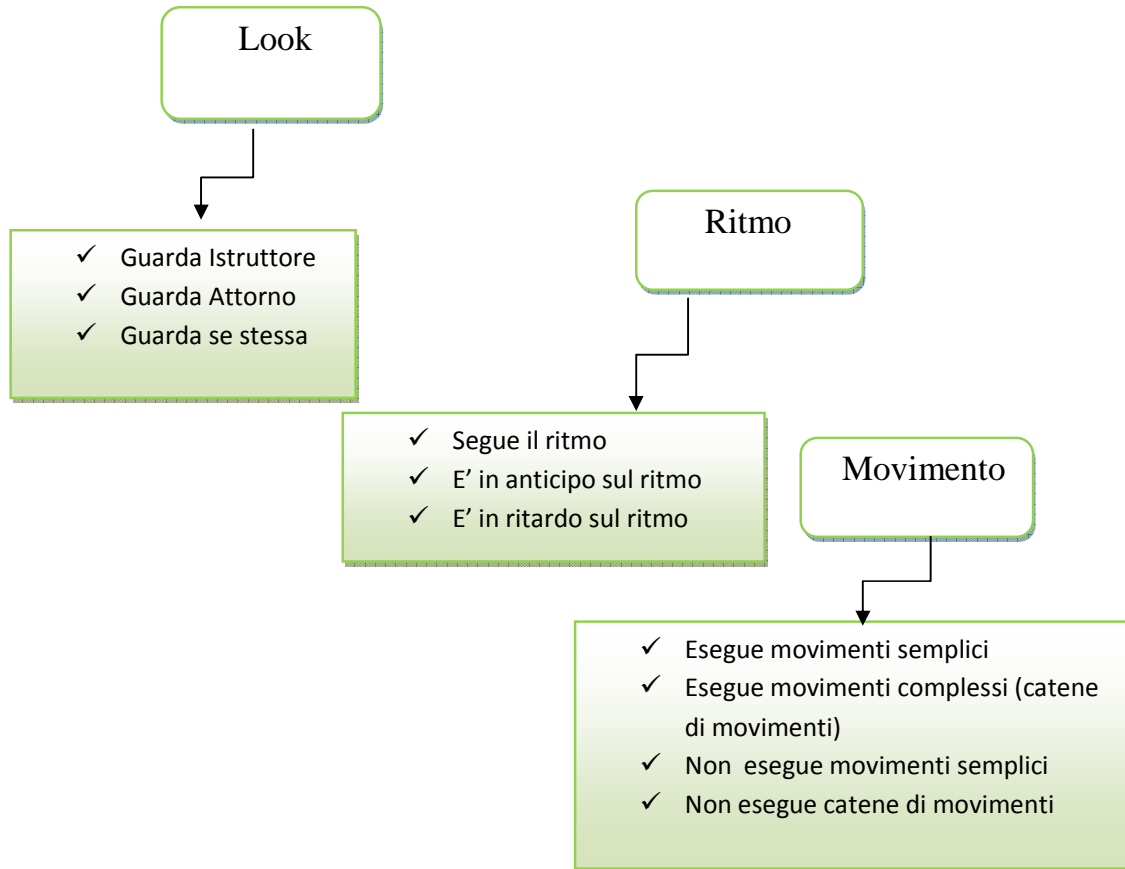 Look
✓ Guarda Istruttore
✓ Guarda Attorno
✓ Guarda se stessa
Ritmo
✓ Segue il ritmo
✓ E’ in anticipo sul ritmo
✓ E’ in ritardo sul ritmo
Movimento
✓ Esegue movimenti semplici
✓ Esegue movimenti complessi (catene
di movimenti)
✓ Non esegue movimenti semplici
✓ Non esegue catene di movimenti